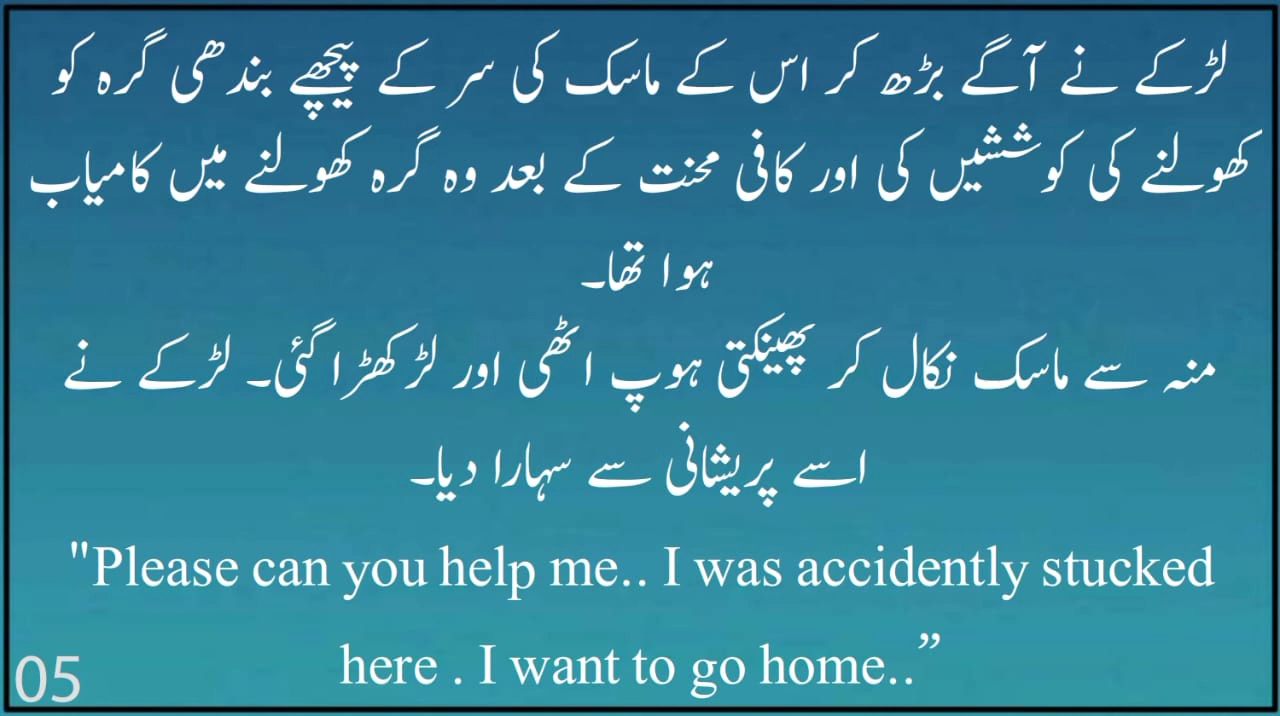 لڑکے نے آگے بڑھ کر اس کے ماسک کی سر کے پیچھے بندھی گرہ کو
کھولنے کی کوششیں کی اور کافی محنت کے بعد وہ گرہ کھولنے میں کامیاب
ہوا تھا۔
منہ سے ماسک نکال کر پھینکتی ہوپ اٹھی اور لڑکھڑا گئی۔ لڑکے نے
اسے پریشانی سے سہارا دیا۔
"Please can you help me.. I was accidently stucked
here . I want to go home..”
05